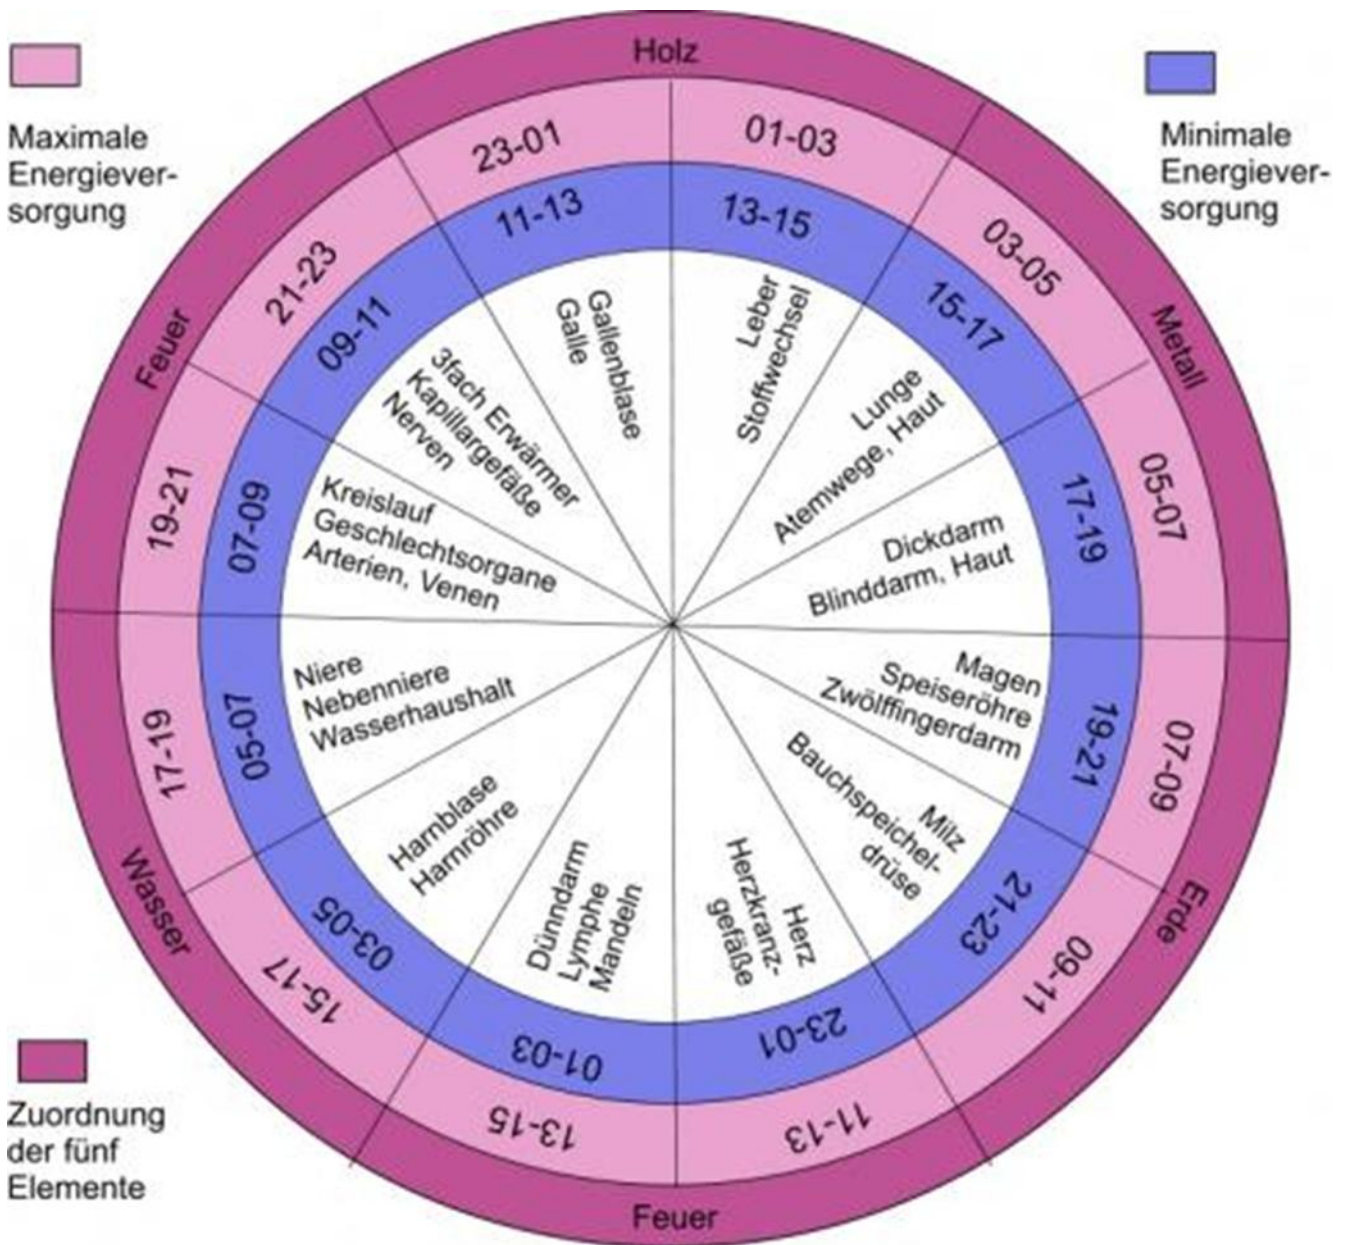 Maximale
Energiever-
sorgung
Minimale
Energiever-
sorgung
Zuordnung
der fünf
Elemente
Holz
Metall
Erde
Feuer
Wasser
Feuer
01-03
03-05
05-07
07-09
09-11
11-13
13-15
15-17
17-19
19-21
21-23
23-01
13-15
15-17
17-19
19-21
21-23
23-01
01-03
03-05
05-07
07-09
09-11
11-13
Leber
Stoffwechsel
Lunge
Atemwege, Haut
Dickdarm
Blinddarm, Haut
Magen
Speiseröhre
Zwölffingerdarm
Milz
Bauchspeichel-
drüse
Herz
Herzkranz-
gefäße
Dünndarm
Lymphe
Mandeln
Harnblase
Harnröhre
Niere
Nebenniere
Wasserhaushalt
Kreislauf
Geschlechtsorgane
Arterien, Venen
3fach Erwärmer
Kapillargefäße
Nerven
Gallenblase
Galle